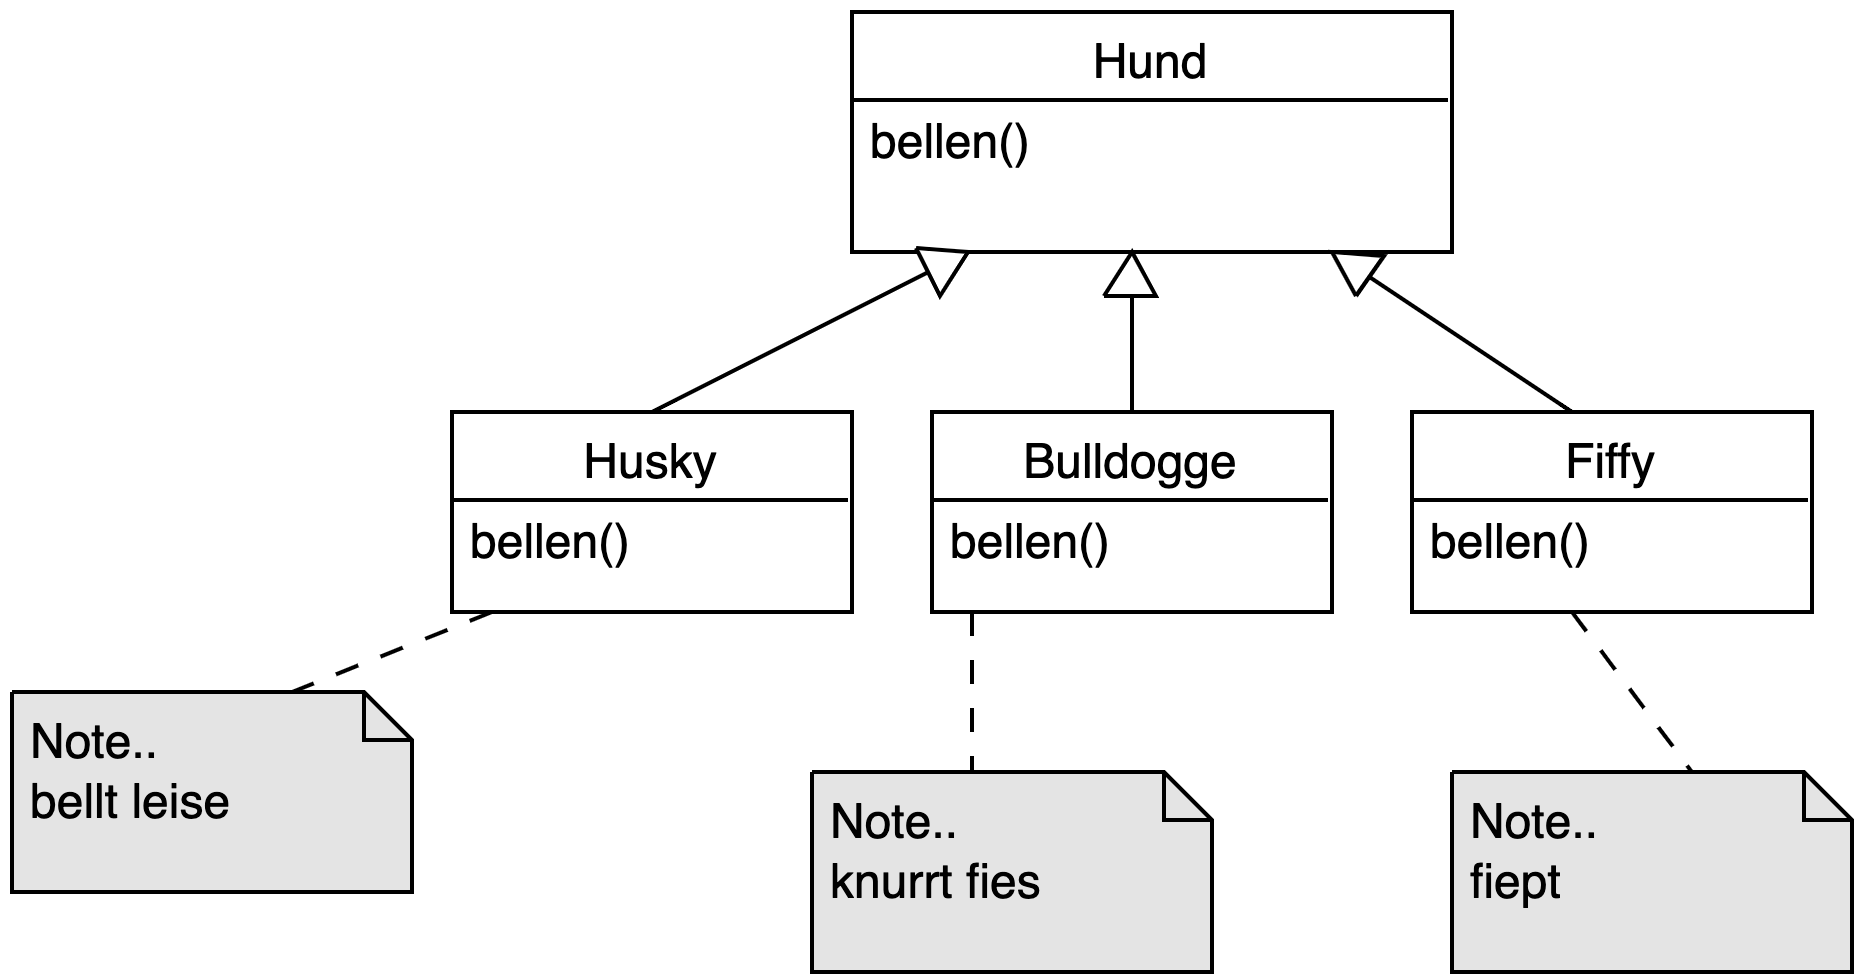 Hund
bellen()
Husky
bellen()
Bulldogge
bellen()
Fiffy
bellen()
Note..
bellt leise
Note..
knurrt fies
Note..
fiept